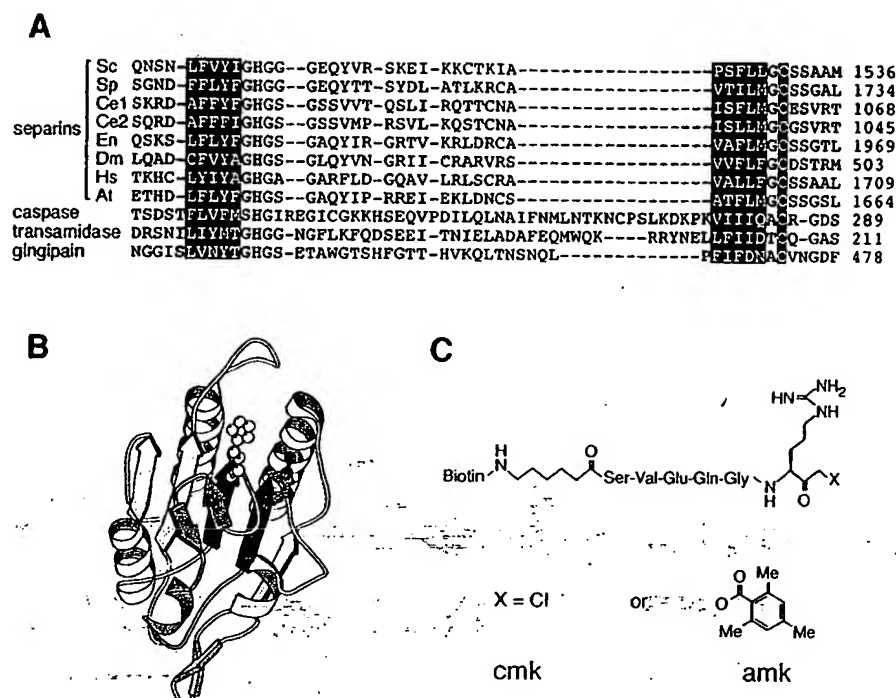 A
Sc QNSN-LFVYIGHGG--GEQYVR-SKEI-KKCTKIA--------------------PSFLLGCSSAAM 1536
Sp SGND-FFLYFGHGG--GEQYTT-SYDL-ATLKRCA--------------------VTILMGCSSGAL 1734
Ce1 SKRD-AFFYFGHGS--GSSVVT-QSLI-RQTTCNA--------------------ISFLMGCESVRT 1068
Ce2 SQRD-AFFFIGHGS--GSSVMP-RSVL-KQSTCNA--------------------ISLLMGCGSVRT 1045
separins
En QSKS-LFLYFGHGS--GAQYIR-GRTV-KRLDRCA--------------------VAFLMGCSSGTL 1969
Dm LQAD-CFVYAGHGS--GLQYVN-GRII-CRARVRS--------------------VVFLFGCDSTRM 503
Hs TKHC-LYIYAGHGA--GARFLD-GQAV-LRLSCRA--------------------VALLFGCSSAAL 1709
At ETHD-LFLYFGHGS--GAQYIP-RREI-EKLDNCS--------------------ATFLMGCSSGSL 1664
caspase TSDSTFLVFMSHGIREGICGKKHSEQVPDILQLNAIFNMLNTKNCPSLKDKPKVIIIQACR-GDS 289
transamidase DRSNILIYMTGHGGNGFLKFQDSEEI-TNIELADAFEQMWQK------RRYNELLFIIDTCQ-GAS 211
gingipain NGGISLVNYTGHGS-ETAWGTSHFGTT-HVKQLTNSNQL---------------PFIFDNACVNGDF 478
B
C
HN NH2
NH
H
N O
Biotin Ser-Val-Glu-Gln-Gly X
N
H O
X = Cl or O O Me Me Me
cmk amk